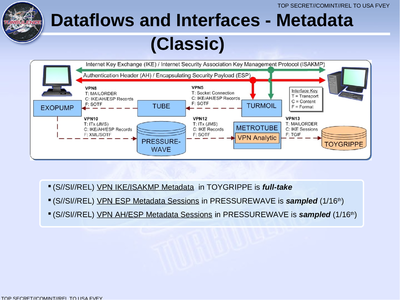 TOP SECRET//COMINT//REL TO USA FVEY
Dataflows and Interfaces - Metadata
(Classic)
Internet Key Exchange (IKE) / Internet Security Association Key Management Protocol (ISAKMP)
Authentication Header (AH) / Encapsulating Security Payload (ESP)
VPN6
T: MAILORDER
C: IKE/AH/ESP Records
F: SOTF
VPN5
T: Socket Connection
C: IKE/AH/ESP Records
F: SOTF
Interface Key
T = Transport
C = Content
F = Format
EXOPUMP
TUBE
TURMOIL
VPN10
T: ITx (JMS)
C: IKE/AH/ESP Records
F: XML/SOTF
PRESSURE-
WAVE
VPN12
T: ITx (JMS)
C: IKE Records
F: SOTF
METROTUBE
VPN Analytic
VPN13
T: MAILORDER
C: IKE Sessions
F: TGIF
TOYGRIPPE
• (S//SI//REL) VPN IKE/ISAKMP Metadata in TOYGRIPPE is full-take
• (S//SI//REL) VPN ESP Metadata Sessions in PRESSUREWAVE is sampled (1/16th)
• (S//SI//REL) VPN AH/ESP Metadata Sessions in PRESSUREWAVE is sampled (1/16th)
TOP SECRET//COMINT//REL TO USA FVEY